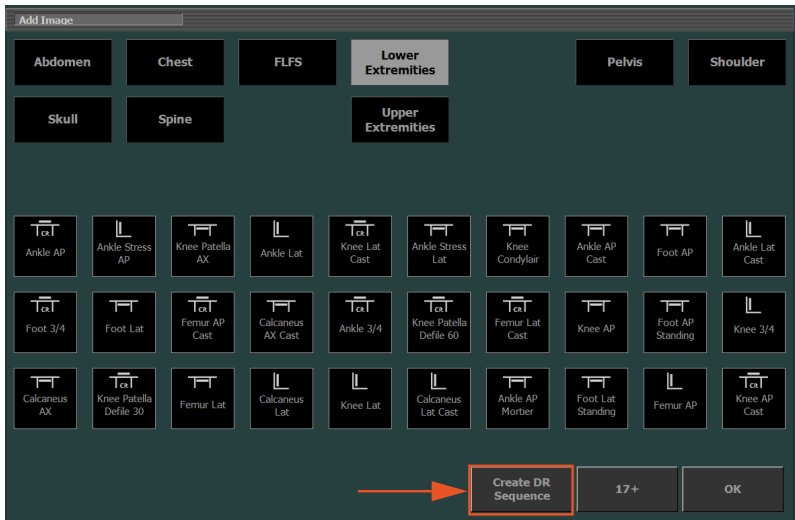 Add Image
Abdomen
Chest
FLFS
Lower
Extremities
Pelvis
Shoulder
Skull
Spine
Upper
Extremities
CR
Ankle AP
Ankle Stress
AP
Knee Patella
AX
Ankle Lat
CR
Knee Lat
Cast
Ankle Stress
Lat
Knee
Condylair
Ankle AP
Cast
Foot AP
Ankle Lat
Cast
CR
Foot 3/4
Foot Lat
CR
Femur AP
Cast
Calcaneus
AX Cast
CR
Ankle 3/4
CR
Knee Patella
Defile 60
CR
Femur Lat
Cast
Knee AP
CR
Foot AP
Standing
Knee 3/4
Calcaneus
AX
CR
Knee Patella
Defile 30
Femur Lat
Calcaneus
Lat
Knee Lat
Calcaneus
Lat Cast
Ankle AP
Mortier
Foot Lat
Standing
Femur AP
CR
Knee AP
Cast
Create DR
Sequence
17+
OK